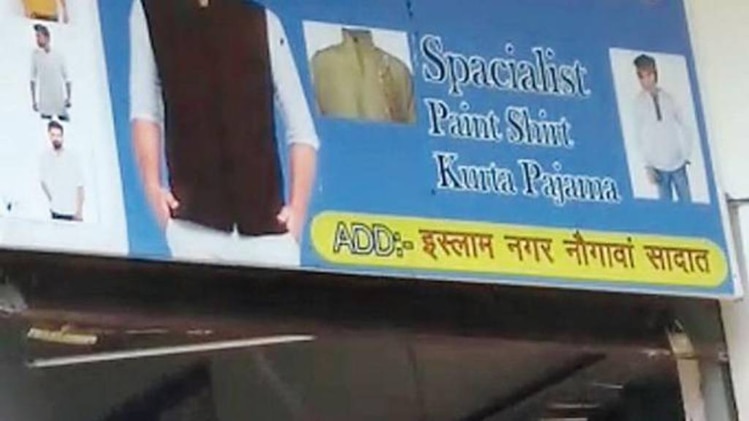 Spacialist
Paint Shirt
Kurta Pajama
ADD:- इस्लाम नगर नौगावां सादात